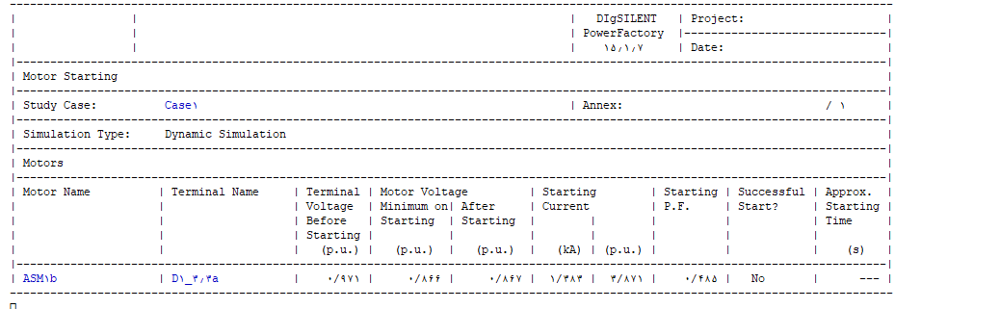 DIgSILENT | Project:
PowerFactory
۱۵٫۱٫۷ | Date:
Motor Starting
Study Case: Case۱ | Annex: / ۱
Simulation Type: Dynamic Simulation
Motors
Motor Name | Terminal Name | Terminal | Motor Voltage | Starting | Starting | Successful | Approx.
Voltage | Minimum on| After | Current | P.F. | Start? | Starting
Before | Starting | Starting | Time
Starting
(p.u.) | (p.u.) | (p.u.) | (kA) | (p.u.) | (s)
ASM۱b | D۱_۳٫۳a | ۰/۹۷۱ | ۰/۸۶۶ | ۰/۸۶۷ | ۱/۳۸۳ | ۳/۸۷۱ | ۰/۴۸۵ | No | ---